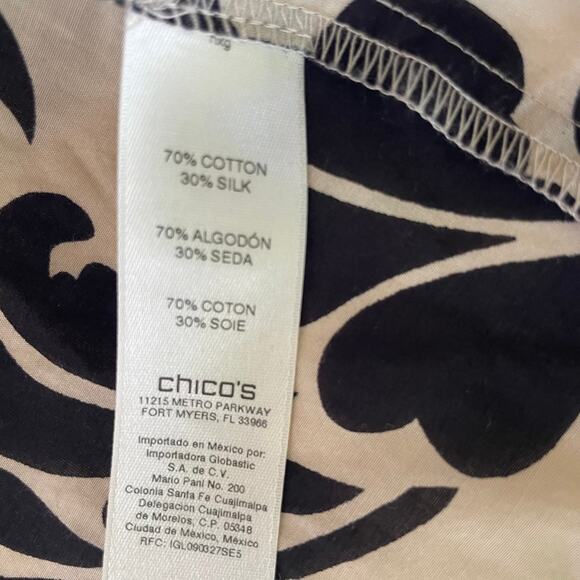 70% COTTON
30% SILK
70% ALGODÓN
30% SEDA
70% COTON
30% SOIE
chico's
11215 METRO PARKWAY
FORT MYERS, FL 33966
Importado en México por:
Importadora Globastic
S.A. de C.V.
Mario Pani No. 200
Colonia Santa Fe Cuajimalpa
Delegación Cuajimalpa
de Morelos, C.P. 05348
Ciudad de México, México
RFC: IGL090327SE5